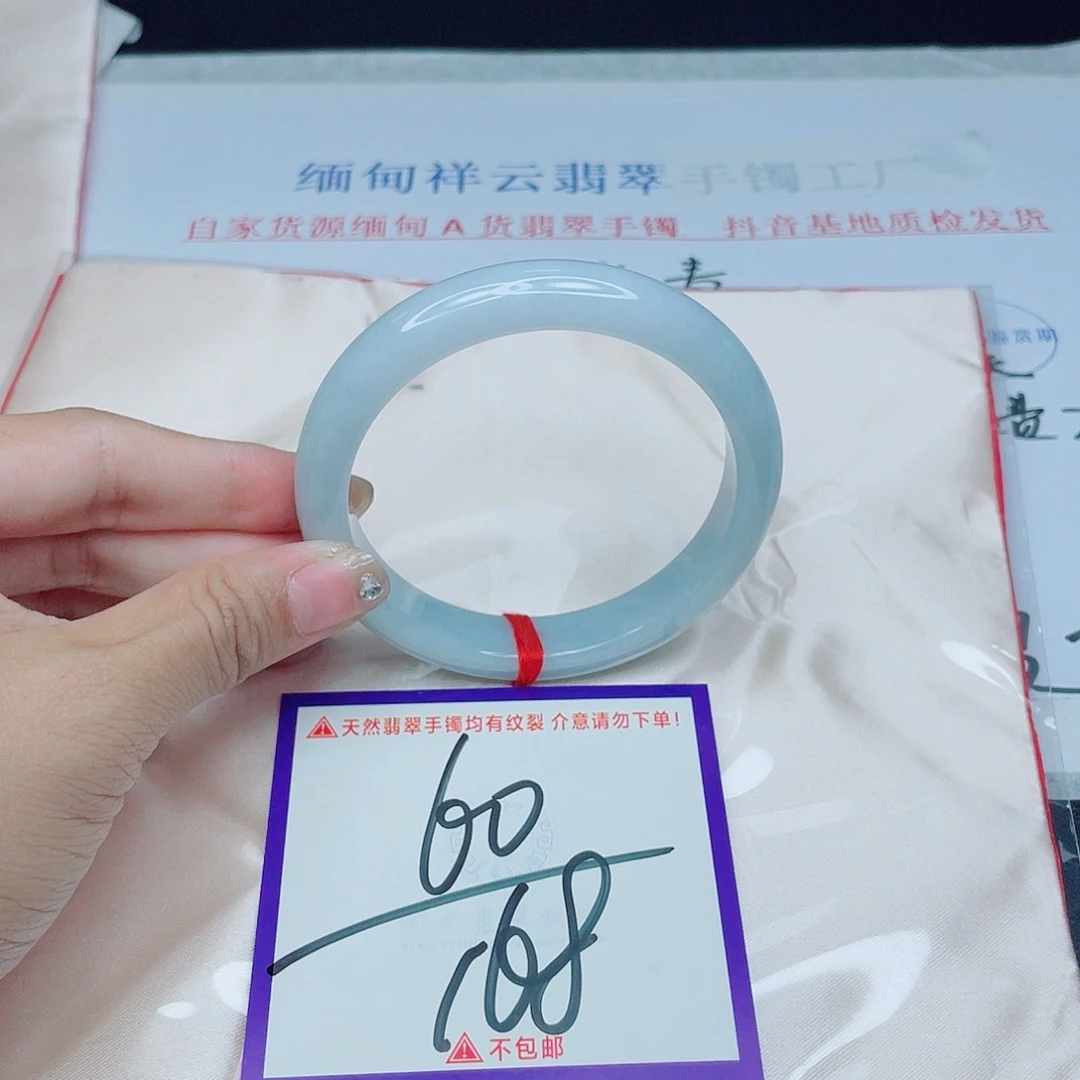 缅甸祥云翡翠手镯工厂
自家货源缅甸A货翡翠手镯 抖音基地质检发货
天然翡翠手镯均有纹裂 介意请勿下单!
60
168
不包邮